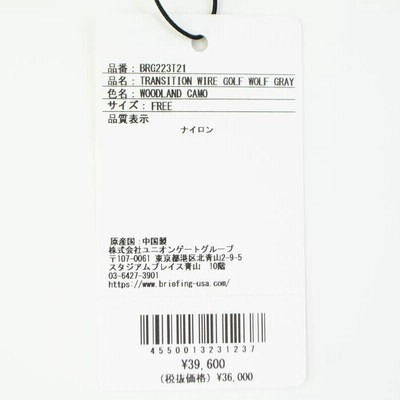 品番：BRG223T21
品名：TRANSITION WIRE GOLF WOLF GRAY
色名：WOODLAND CAMO
サイズ：FREE
品質表示
ナイロン
原産国：中国製
株式会社ユニオンゲートグループ
〒107-0061 東京都港区北青山2-9-5
スタジアムプレイス青山 10階
03-6427-3901
https://www.briefing-usa.com/
4550013231237
¥39,600
(税抜価格) ¥36,000